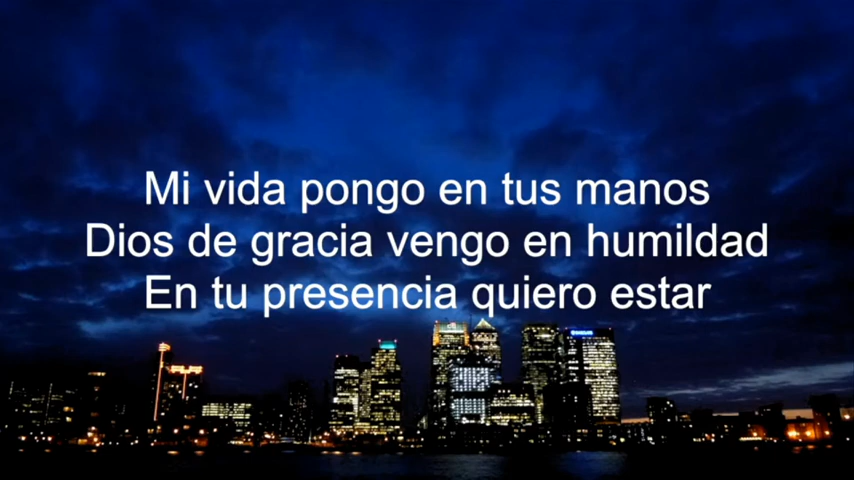 Mi vida pongo en tus manos
Dios de gracia vengo en humildad
En tu presencia quiero estar